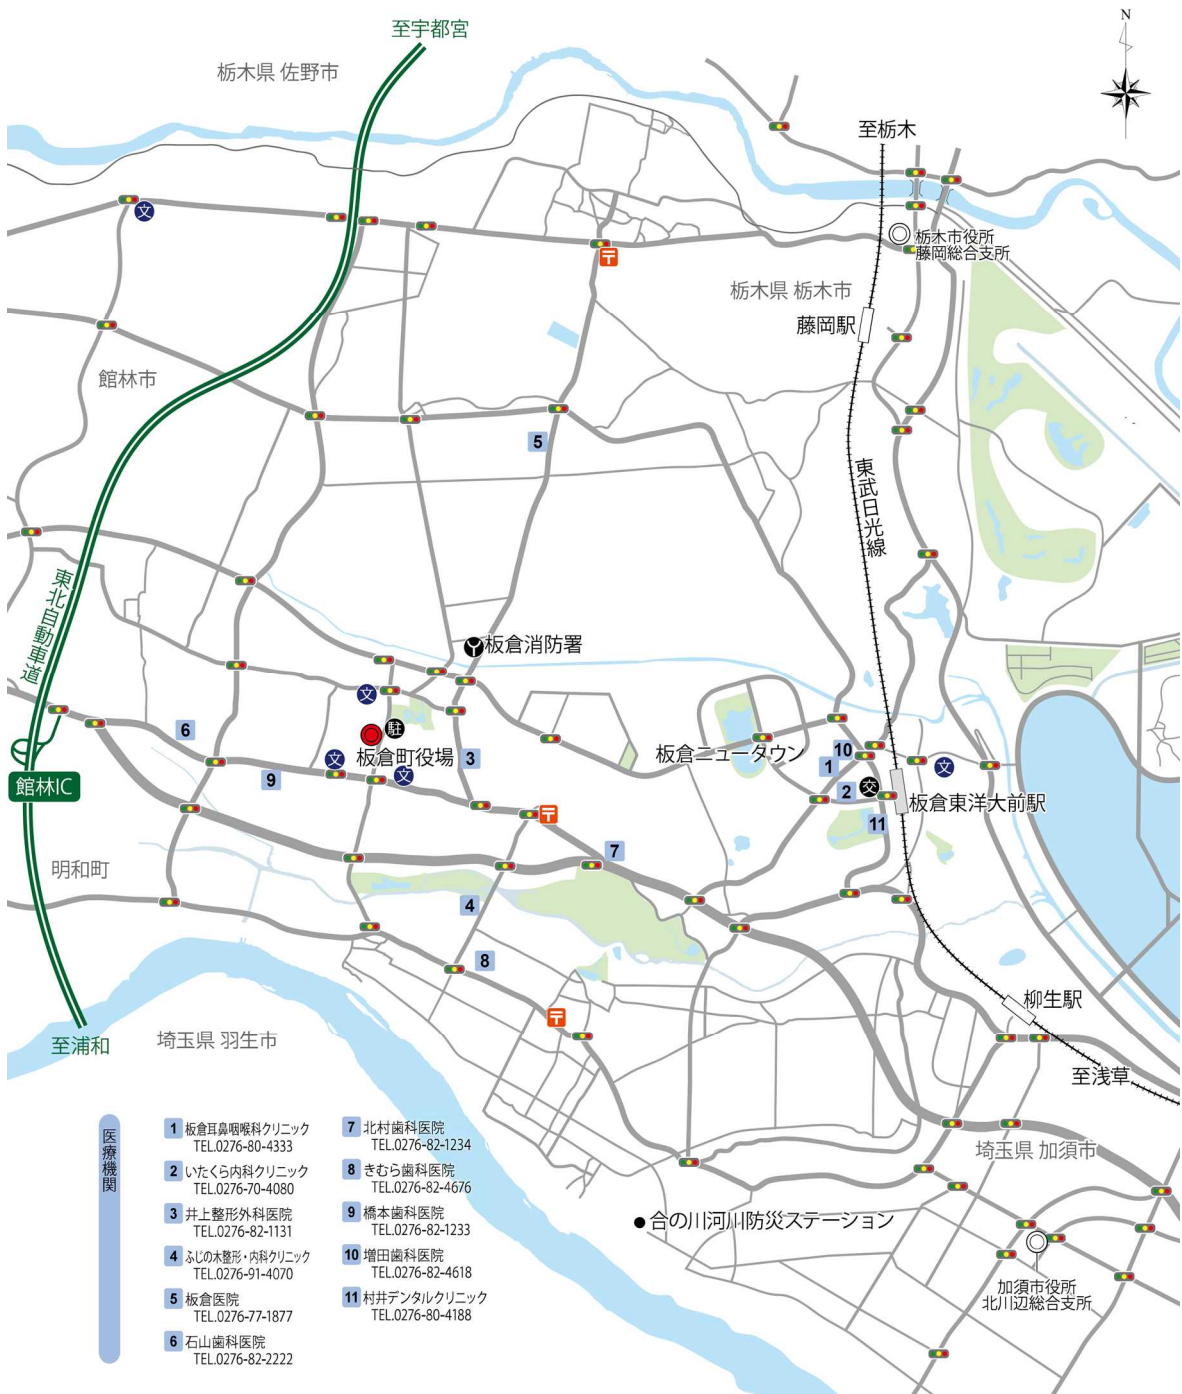 至宇都宮
N
栃木県 佐野市
至栃木
文
栃木市役所
藤岡総合支所
〒
栃木県 栃木市
藤岡駅
館林市
5
東武日光線
東北自動車道
板倉消防署
文
駐
6
板倉町役場
3
板倉ニュータウン
10
1
文
文
文
9
館林IC
交
2
板倉東洋大前駅
〒
11
7
明和町
4
8
柳生駅
〒
至浦和
埼玉県 羽生市
至浅草
埼玉県 加須市
合の川河川防災ステーション
加須市役所
北川辺総合支所
医療機関
1 板倉耳鼻咽喉科クリニック
TEL.0276-80-4333
2 いたくら内科クリニック
TEL.0276-70-4080
3 井上整形外科医院
TEL.0276-82-1131
4 ふじの木整形・内科クリニック
TEL.0276-91-4070
5 板倉医院
TEL.0276-77-1877
6 石山歯科医院
TEL.0276-82-2222
7 北村歯科医院
TEL.0276-82-1234
8 きむら歯科医院
TEL.0276-82-4676
9 橋本歯科医院
TEL.0276-82-1233
10 増田歯科医院
TEL.0276-82-4618
11 村井デンタルクリニック
TEL.0276-80-4188